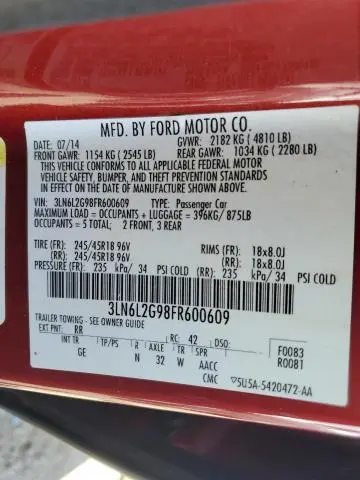 MFD. BY FORD MOTOR CO.
DATE: 07/14 GVWR: 2182 KG ( 4810 LB)
FRONT GAWR: 1154 KG ( 2545 LB) REAR GAWR: 1034 KG ( 2280 LB)
THIS VEHICLE CONFORMS TO ALL APPLICABLE FEDERAL MOTOR
VEHICLE SAFETY, BUMPER, AND THEFT PREVENTION STANDARDS
IN EFFECT ON THE DATE OF MANUFACTURE SHOWN ABOVE.
VIN: 3LN6L2G98FR600609 TYPE: Passenger Car
MAXIMUM LOAD = OCCUPANTS + LUGGAGE = 396KG/ 875LB
OCCUPANTS = 5 TOTAL; 2 FRONT, 3 REAR
TIRE (FR): 245/45R18 96V RIMS (FR): 18x8.0J
(RR): 245/45R18 96V (RR): 18x8.0J
PRESSURE (FR): 235 kPa/ 34 PSI COLD (RR): 235 kPa/ 34 PSI COLD
3LN6L2G98FR600609
TRAILER TOWING - SEE OWNER GUIDE
EXT PNT: RR RC: 42 DSO: F0083
INT TR TP/PS R AXLE TR SPR R0081
GE N 32 W AACC
CMC 5U5A-5420472-AA